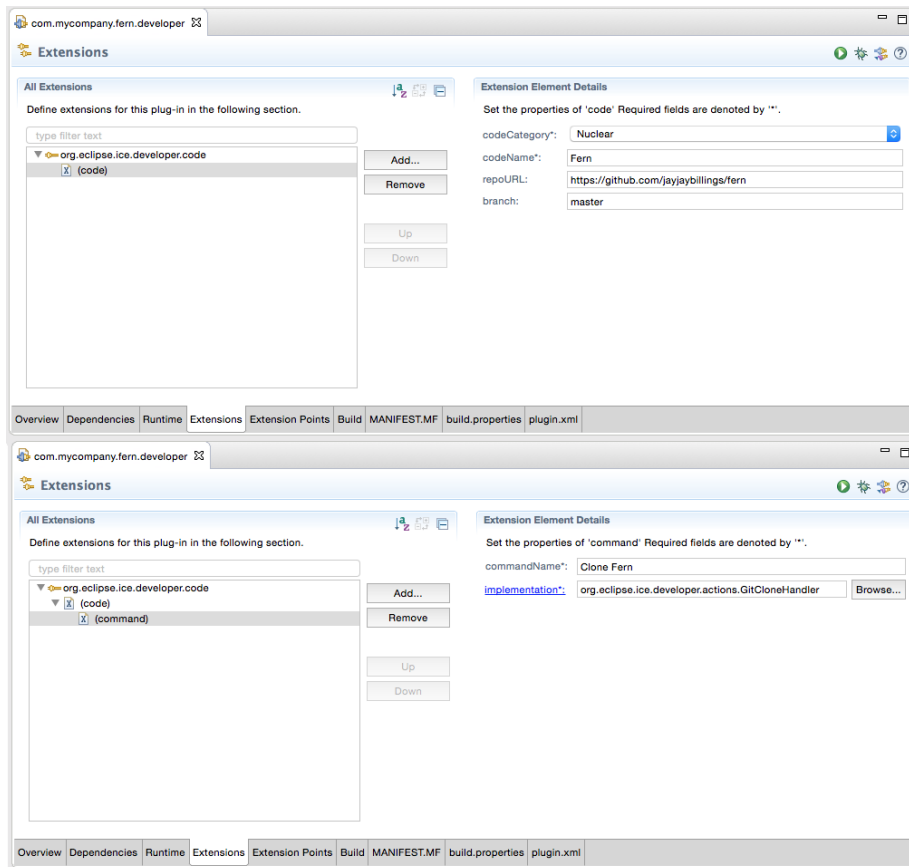 com.mycompany.fern.developer
Extensions
All Extensions
Define extensions for this plug-in in the following section.
type filter text
org.eclipse.ice.developer.code
(code)
Add...
Remove
Up
Down
Extension Element Details
Set the properties of 'code' Required fields are denoted by '*'.
codeCategory*: Nuclear
codeName*: Fern
repoURL: https://github.com/jayjaybillings/fern
branch: master
Overview Dependencies Runtime Extensions Extension Points Build MANIFEST.MF build.properties plugin.xml
com.mycompany.fern.developer
Extensions
All Extensions
Define extensions for this plug-in in the following section.
type filter text
org.eclipse.ice.developer.code
(code)
(command)
Add...
Remove
Up
Down
Extension Element Details
Set the properties of 'command' Required fields are denoted by '*'.
commandName*: Clone Fern
implementation*: org.eclipse.ice.developer.actions.GitCloneHandler Browse...
Overview Dependencies Runtime Extensions Extension Points Build MANIFEST.MF build.properties plugin.xml